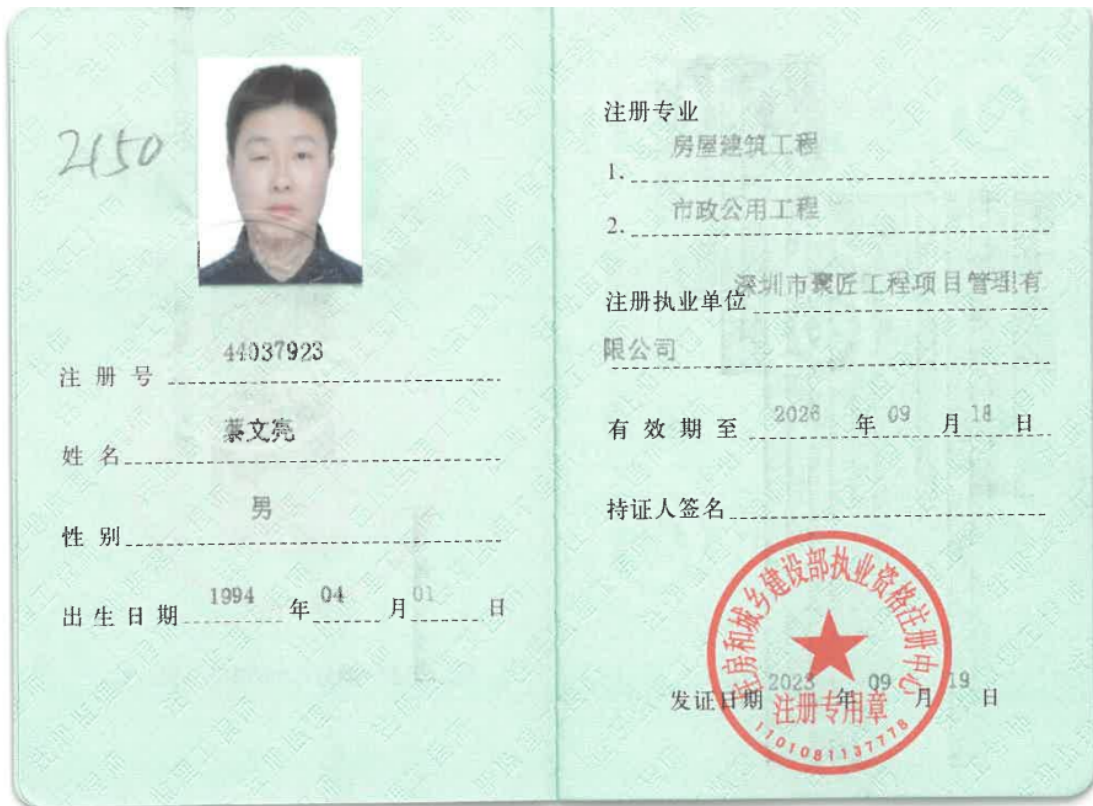 2150
注册号 44037923
姓名 蔡文亮
性别 男
出生日期 1994 年 04 月 01 日
注册专业
1. 房屋建筑工程
2. 市政公用工程
注册执业单位 深圳市聚匠工程项目管理有
限公司
有效期至 2026 年 09 月 18 日
持证人签名
住房和城乡建设部执业资格注册中心
发证日期 2023 年 09 月 19 日
注册专用章
1101081137778